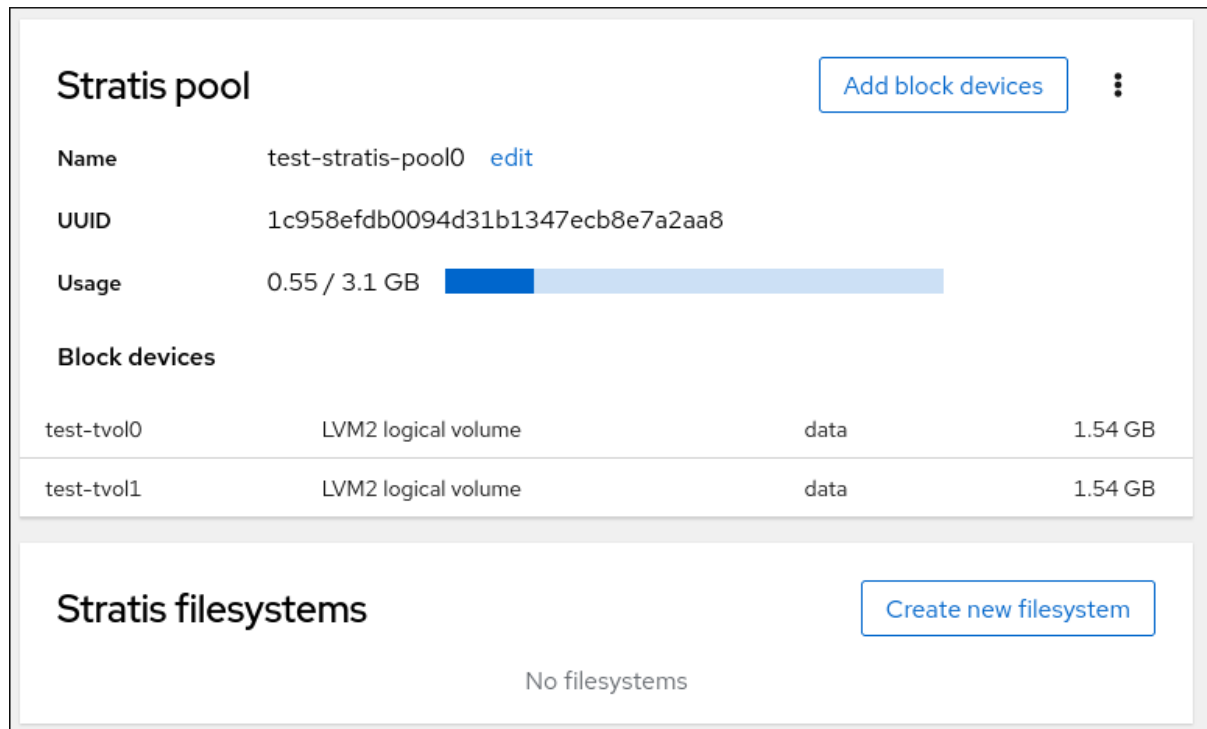 Stratis pool
Add block devices
Name test-stratis-pool0 edit
UUID 1c958efdb0094d31b1347ecb8e7a2aa8
Usage 0.55 / 3.1 GB
Block devices
test-tvol0 LVM2 logical volume data 1.54 GB
test-tvol1 LVM2 logical volume data 1.54 GB
Stratis filesystems
Create new filesystem
No filesystems